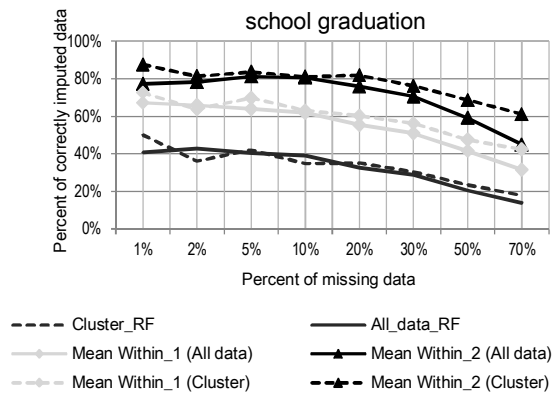 school graduation
Percent of correctly imputed data
100%
80%
60%
40%
20%
0%
1% 2% 5% 10% 20% 30% 50% 70%
Percent of missing data
Cluster_RF All_data_RF
Mean Within_1 (All data) Mean Within_2 (All data)
Mean Within_1 (Cluster) Mean Within_2 (Cluster)